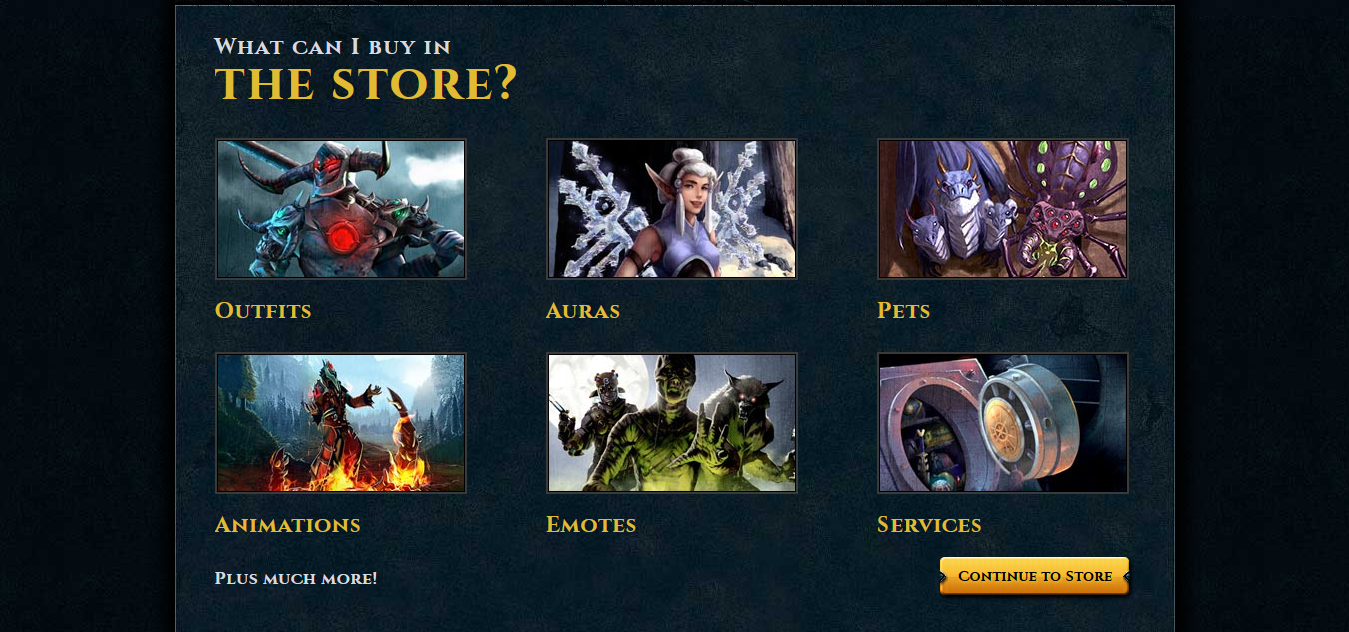 What can I buy in
the store?
Outfits
Auras
Pets
Animations
Emotes
Services
Plus much more!
Continue to Store